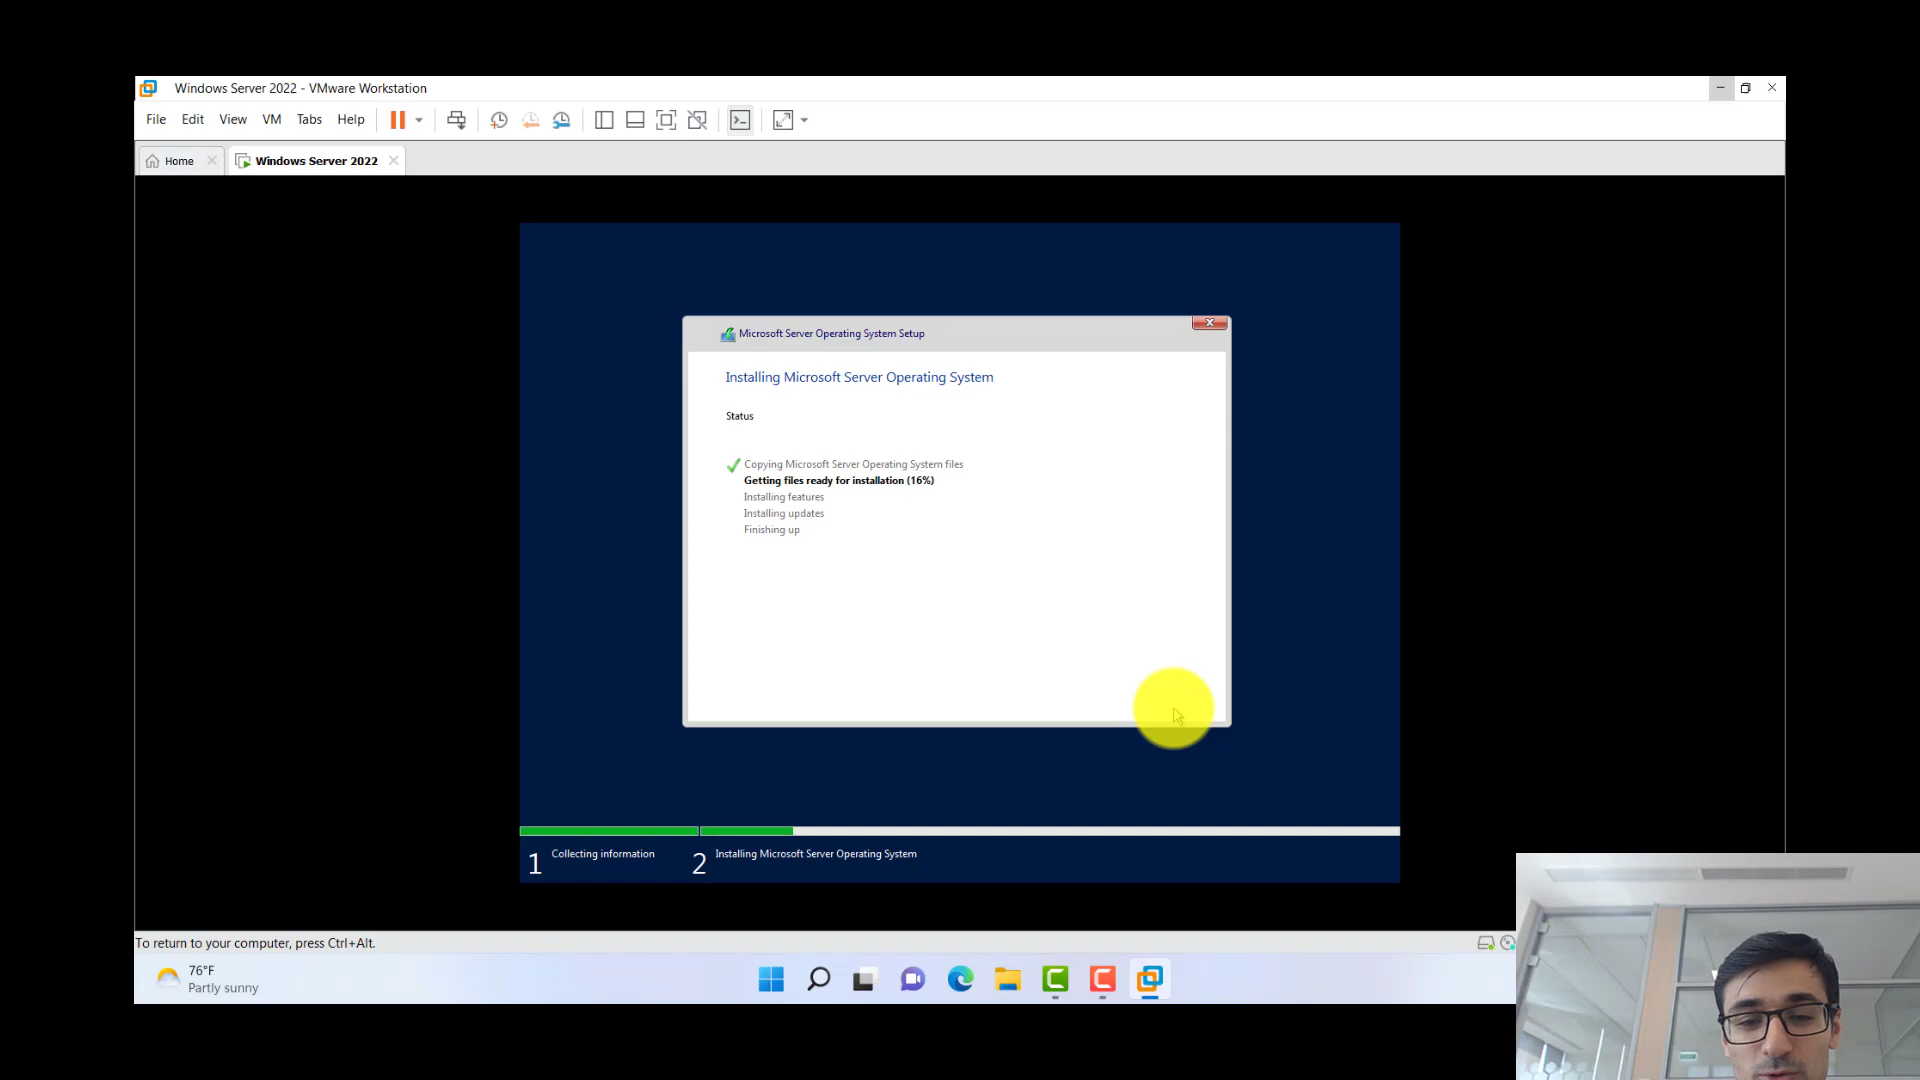 Windows Server 2022 - VMware Workstation
File Edit View VM Tabs Help
Home Windows Server 2022
Microsoft Server Operating System Setup
Installing Microsoft Server Operating System
Status
Copying Microsoft Server Operating System files
Getting files ready for installation (16%)
Installing features
Installing updates
Finishing up
1 Collecting information 2 Installing Microsoft Server Operating System
To return to your computer, press Ctrl+Alt.
76°F
Partly sunny